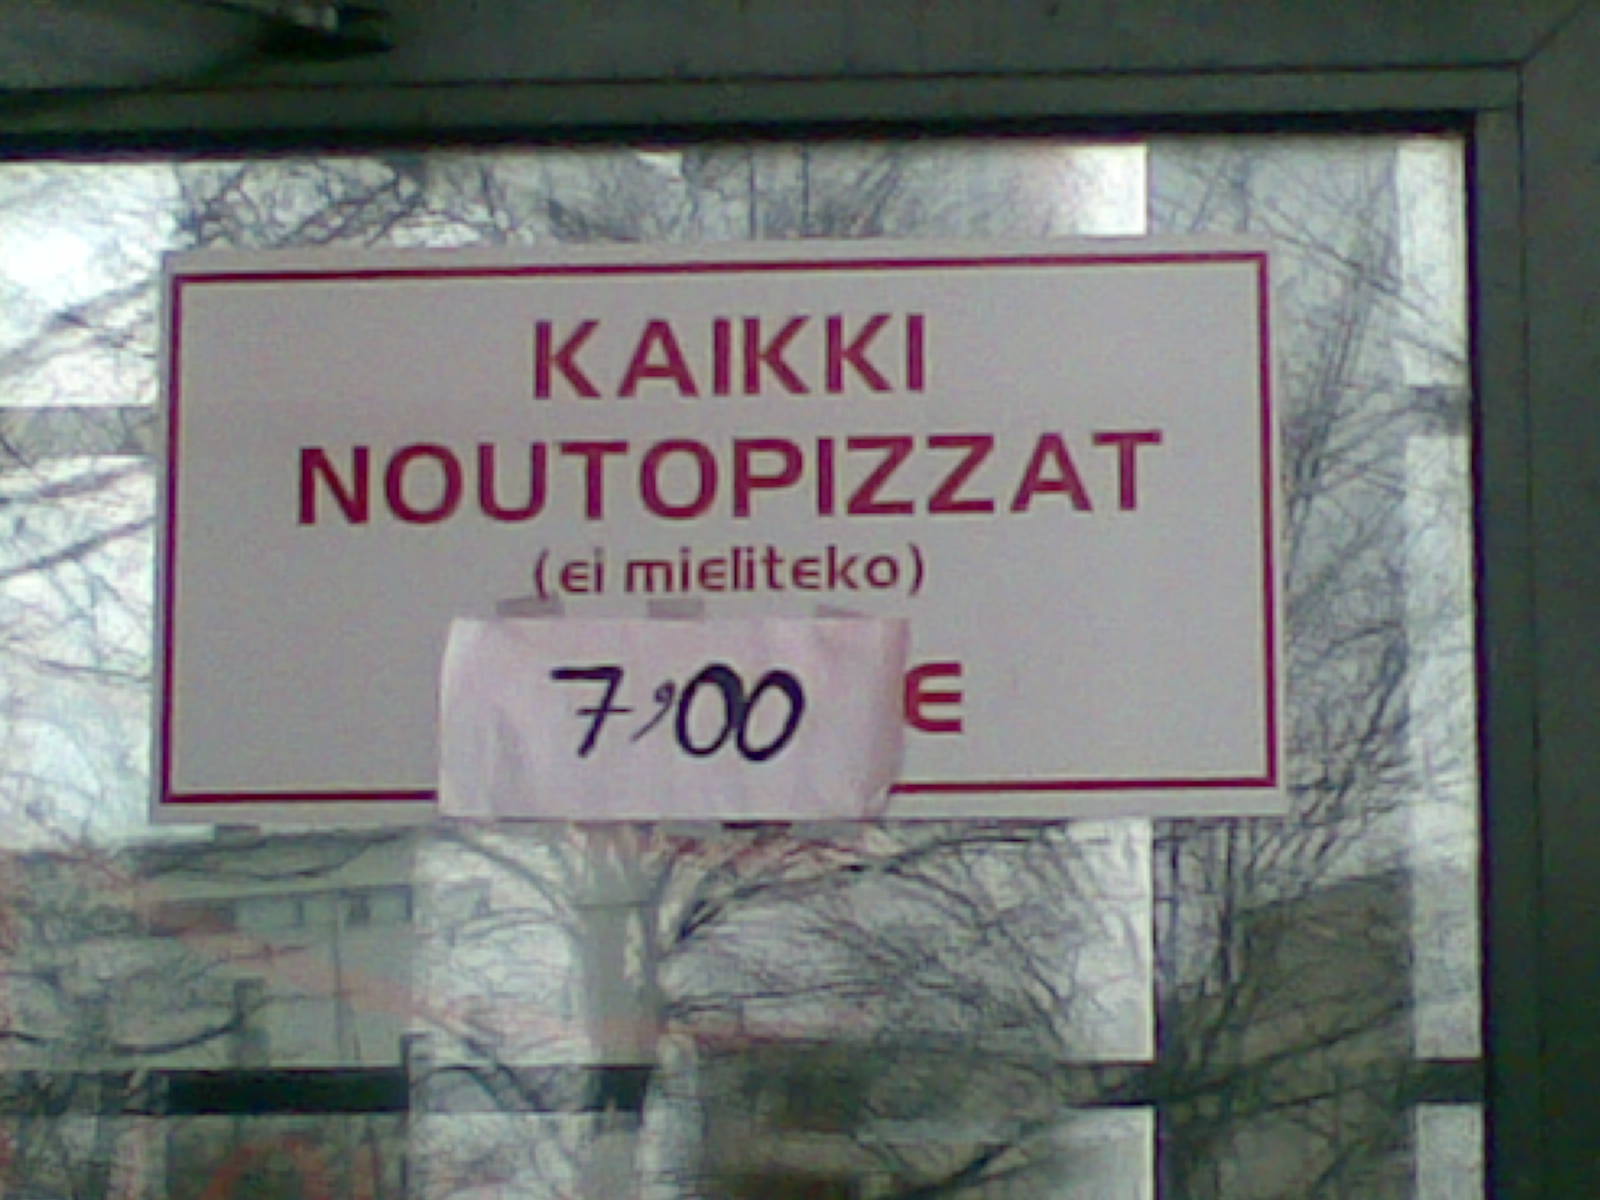 KAIKKI
NOUTOPIZZAT
(ei mieliteko)
7,00 €